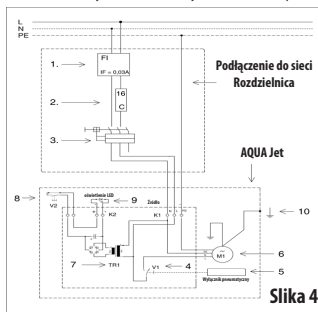 L
N
PE
1.
FI
IF = 0,03A
2.
16
C
3.
Podłączenie do sieci
Rozdzielnica
AQUA Jet
8
V2
oświetlenie LED
9
K2
Źródło
K1
10
M1
6
7
TR1
4
V1
5
Wyłącznik pneumatyczny
Slika 4